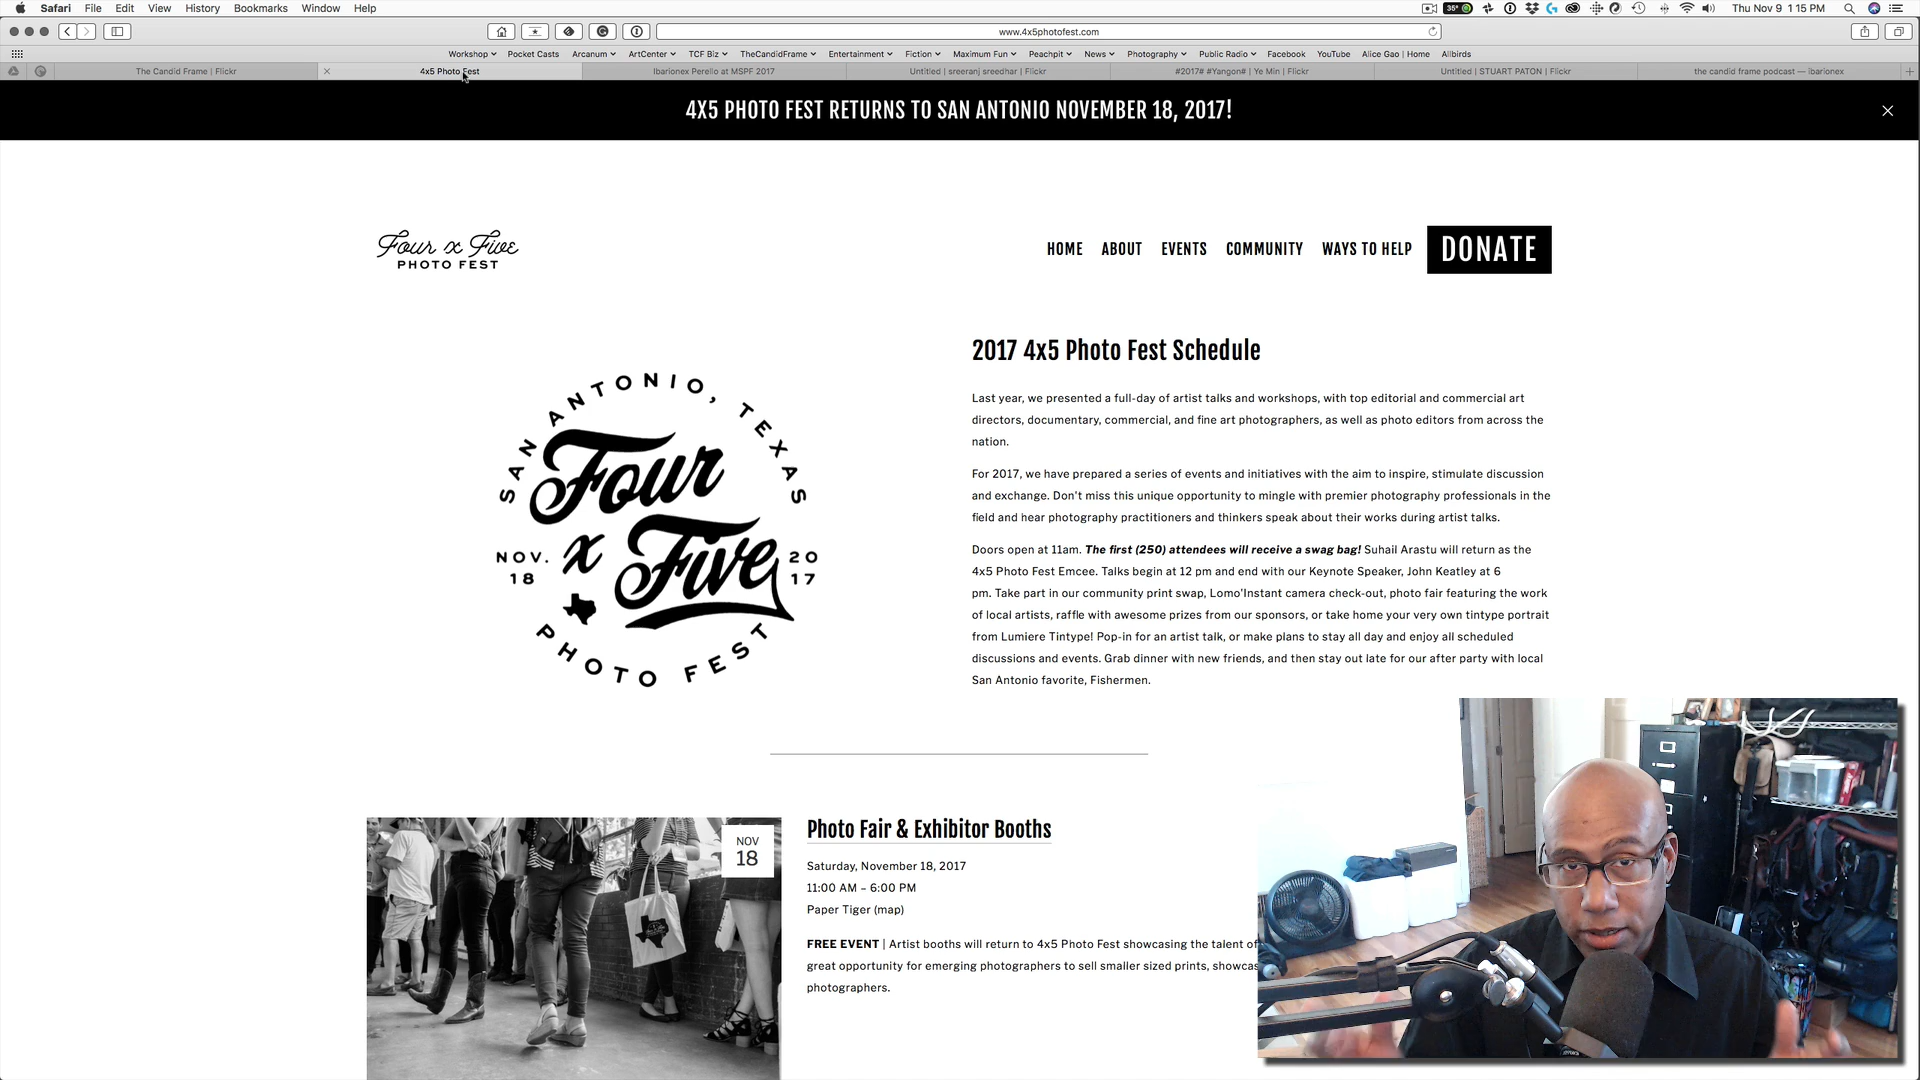 Safari File Edit View History Bookmarks Window Help
35° Thu Nov 9 1:15 PM
www.4x5photofest.com
Workshop Pocket Casts Arcanum ArtCenter TCF Biz TheCandidFrame Entertainment Fiction Maximum Fun Peachpit News Photography Public Radio Facebook YouTube Alice Gao | Home Allbirds
The Candid Frame | Flickr
4x5 Photo Fest
Ibarionex Perello at MSPF 2017
Untitled | sreeranj sreedhar | Flickr
#2017# #Yangon# | Ye Min | Flickr
Untitled | STUART PATON | Flickr
the candid frame podcast — ibarionex
4X5 PHOTO FEST RETURNS TO SAN ANTONIO NOVEMBER 18, 2017!
Four x Five
PHOTO FEST
HOME ABOUT EVENTS COMMUNITY WAYS TO HELP DONATE
SAN ANTONIO, TEXAS
Four
x Five
NOV. 18
20 17
PHOTO FEST
2017 4x5 Photo Fest Schedule
Last year, we presented a full-day of artist talks and workshops, with top editorial and commercial art
directors, documentary, commercial, and fine art photographers, as well as photo editors from across the
nation.
For 2017, we have prepared a series of events and initiatives with the aim to inspire, stimulate discussion
and exchange. Don't miss this unique opportunity to mingle with premier photography professionals in the
field and hear photography practitioners and thinkers speak about their works during artist talks.
Doors open at 11am. The first (250) attendees will receive a swag bag! Suhail Arastu will return as the
4x5 Photo Fest Emcee. Talks begin at 12 pm and end with our Keynote Speaker, John Keatley at 6
pm. Take part in our community print swap, Lomo'Instant camera check-out, photo fair featuring the work
of local artists, raffle with awesome prizes from our sponsors, or take home your very own tintype portrait
from Lumiere Tintype! Pop-in for an artist talk, or make plans to stay all day and enjoy all scheduled
discussions and events. Grab dinner with new friends, and then stay out late for our after party with local
San Antonio favorite, Fishermen.
NOV
18
Photo Fair & Exhibitor Booths
Saturday, November 18, 2017
11:00 AM – 6:00 PM
Paper Tiger (map)
FREE EVENT | Artist booths will return to 4x5 Photo Fest showcasing the talent of
great opportunity for emerging photographers to sell smaller sized prints, showcas
photographers.